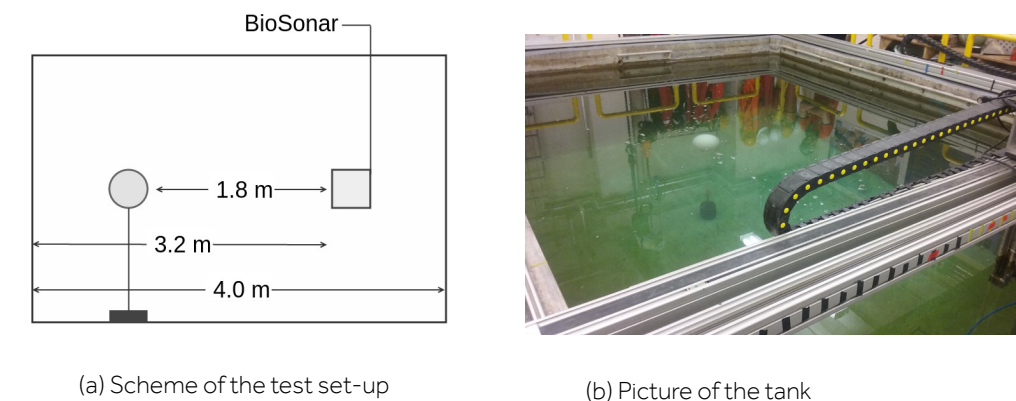 BioSonar
1.8 m
3.2 m
4.0 m
(a) Scheme of the test set-up
(b) Picture of the tank